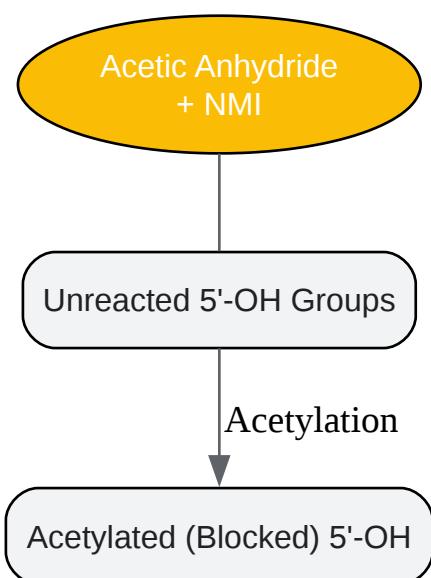 Acetic Anhydride
+ NMI
Unreacted 5'-OH Groups
Acetylation
Acetylated (Blocked) 5'-OH